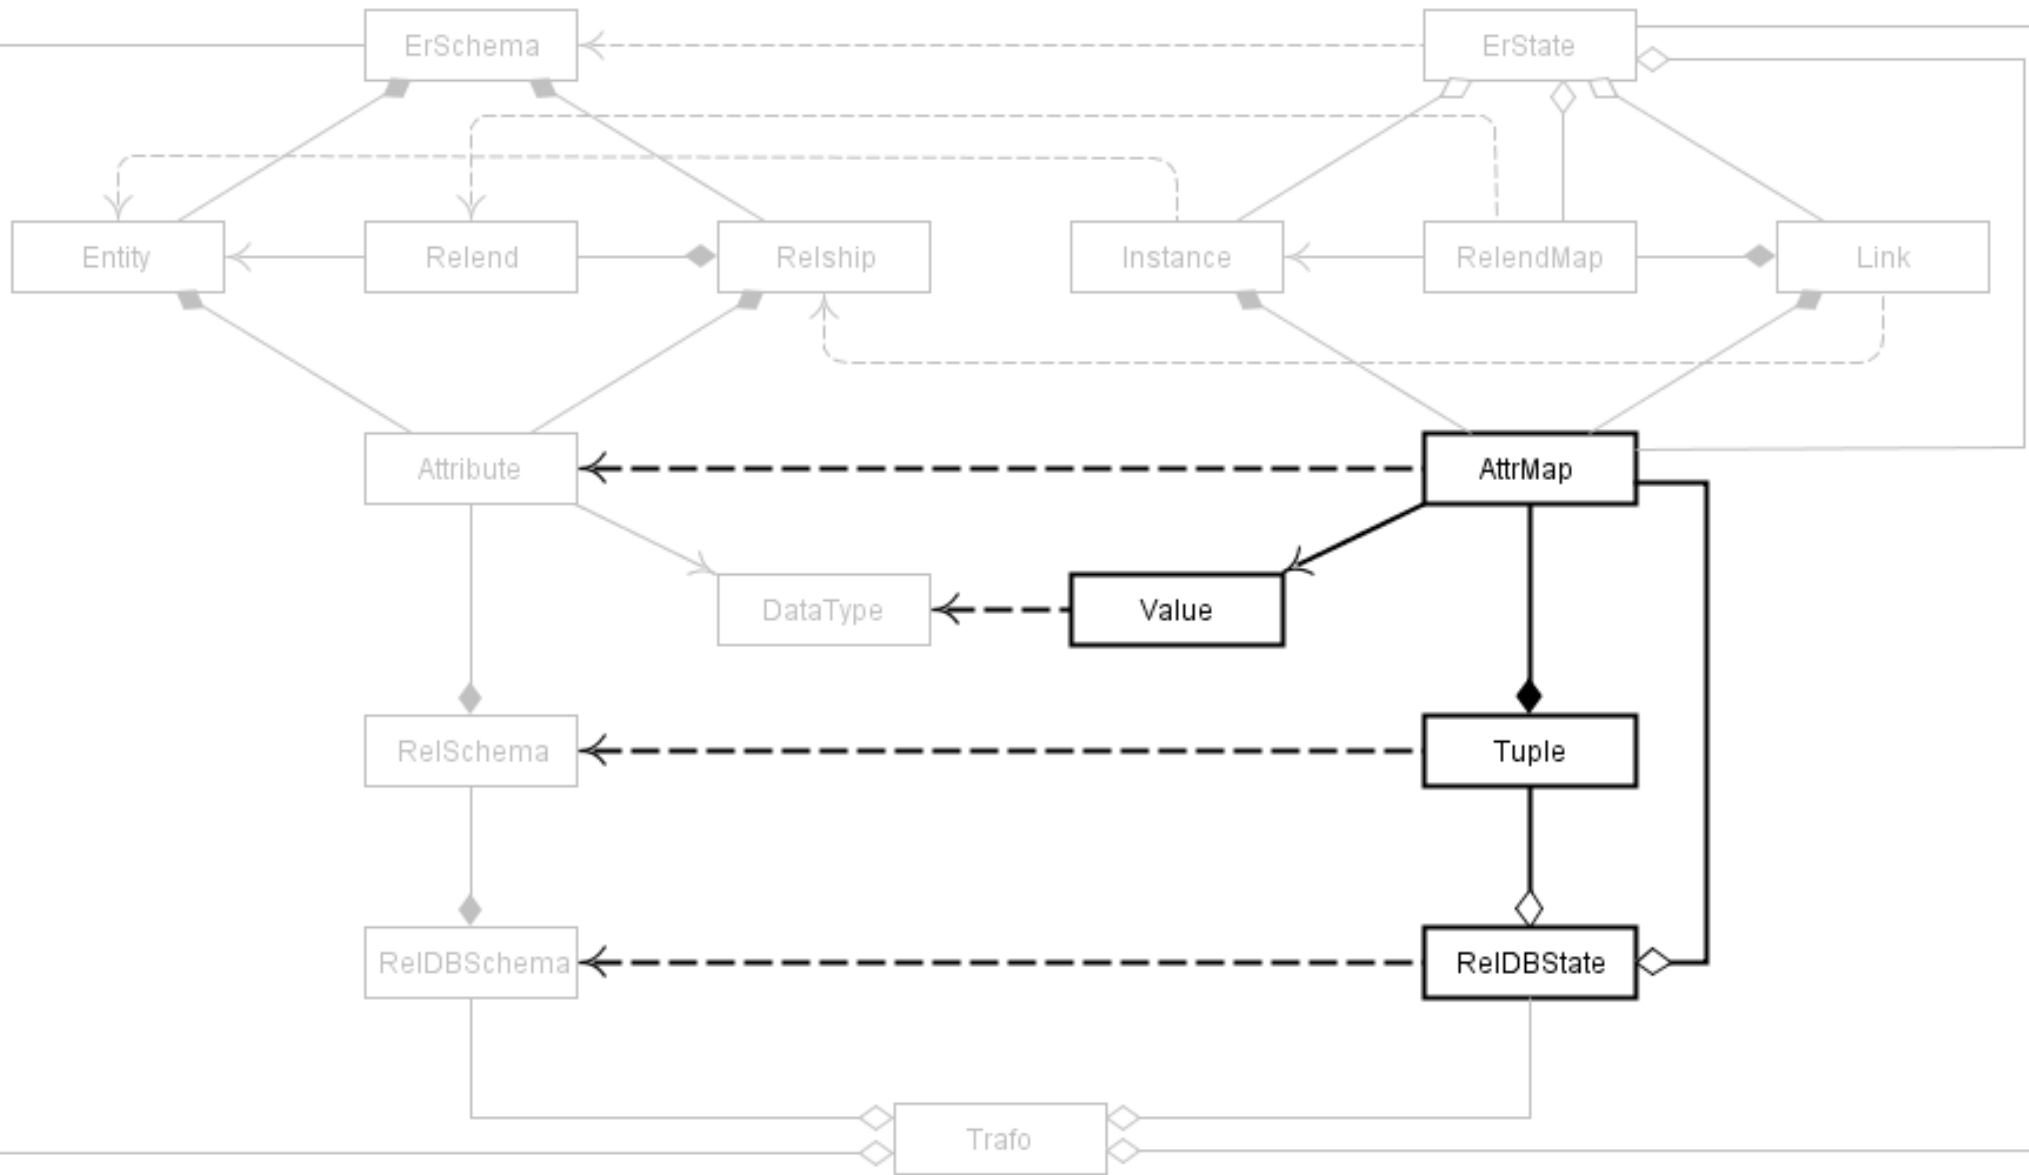 ErSchema
ErState
Entity
Relend
Relship
Instance
RelendMap
Link
Attribute
AttrMap
DataType
Value
RelSchema
Tuple
RelDBSchema
RelDBState
Trafo